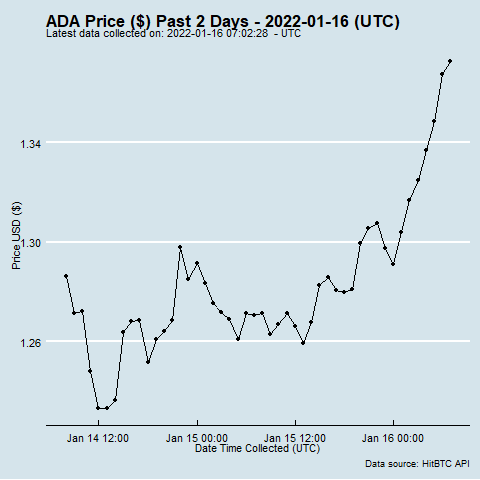 ADA Price ($) Past 2 Days - 2022-01-16 (UTC)
Latest data collected on: 2022-01-16 07:02:28  - UTC
1.34
1.30
1.26
Price USD ($)
Jan 14 12:00
Jan 15 00:00
Jan 15 12:00
Jan 16 00:00
Date Time Collected (UTC)
Data source: HitBTC API